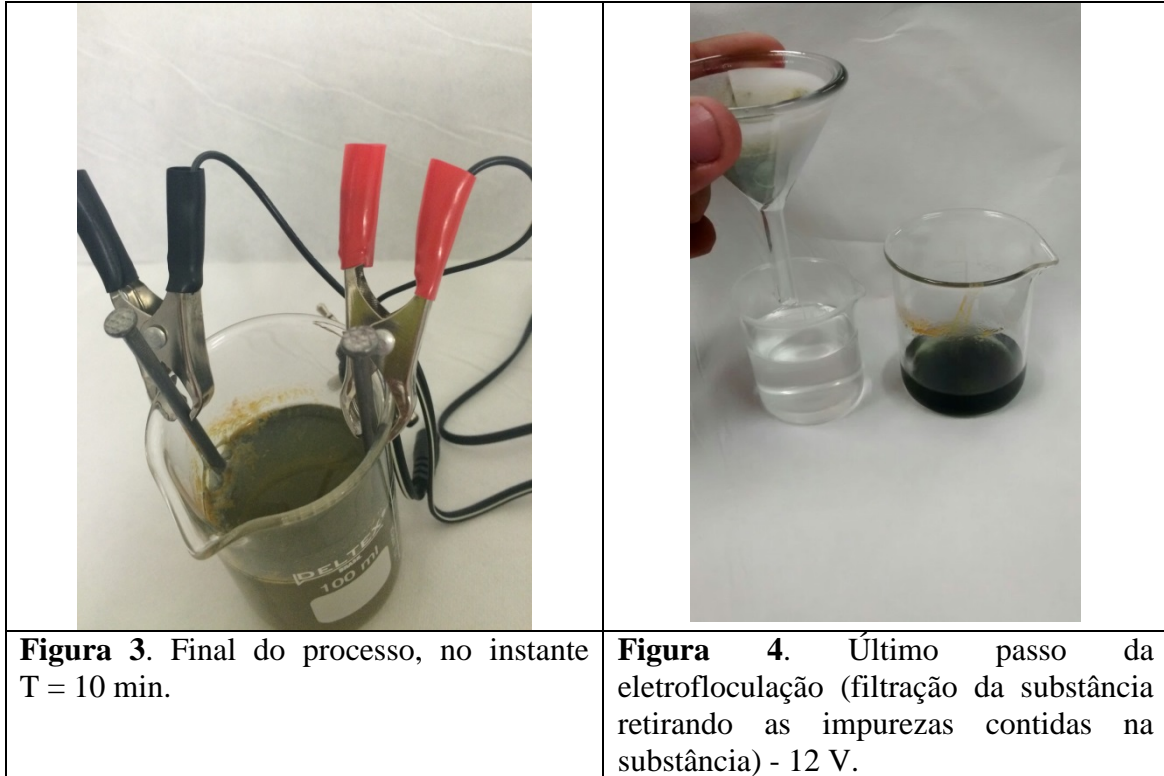 DELTEX
100 ml
Figura 3. Final do processo, no instante
T = 10 min.
Figura 4. Último passo da
eletrofloculação (filtração da substância
retirando as impurezas contidas na
substância) - 12 V.